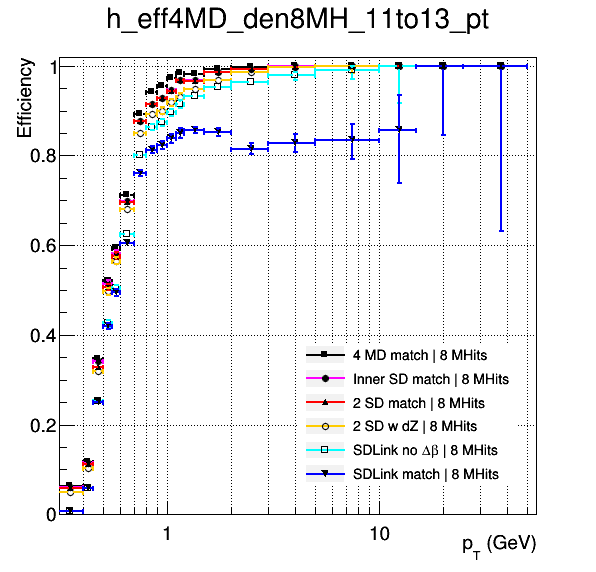 h_eff4MD_den8MH_11to13_pt
Efficiency
1
0.8
0.6
0.4
0.2
0
4 MD match | 8 MHits
Inner SD match | 8 MHits
2 SD match | 8 MHits
2 SD w dZ | 8 MHits
SDLink no Δβ | 8 MHits
SDLink match | 8 MHits
1 10
p_T (GeV)